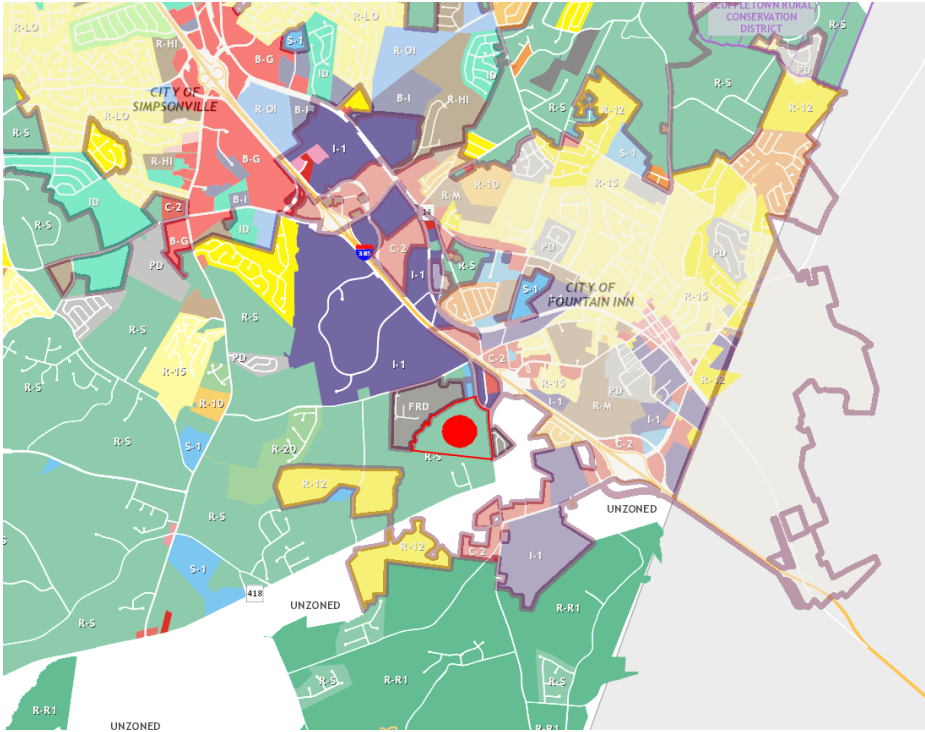 SCUFFLETOWN RURAL
CONSERVATION
DISTRICT
R-LO
R-HI
B-G
S-1
ID
R-OI
ID
PD
R-S
R-S
R-S
CITY OF
SIMPSONVILLE
R-LO
R-OI
B-I
B-I
R-HI
R-12
R-12
R-S
I-1
S-1
R-HI
B-G
R-M
R-10
R-15
ID
C-2
B-I
14
R-S
B-G
ID
PD
385
C-2
PD
PD
R-S
I-1
S-1
CITY OF
FOUNTAIN INN
R-15
R-S
I-1
C-2
R-15
PD
R-S
PD
R-15
R-12
R-10
FRD
I-1
R-M
I-1
R-S
S-1
R-20
R-S
C-2
R-12
R-S
UNZONED
R-12
C-2
I-1
S-1
418
UNZONED
R-R1
R-S
R-R1
R-S
R-R1
UNZONED
R-R1